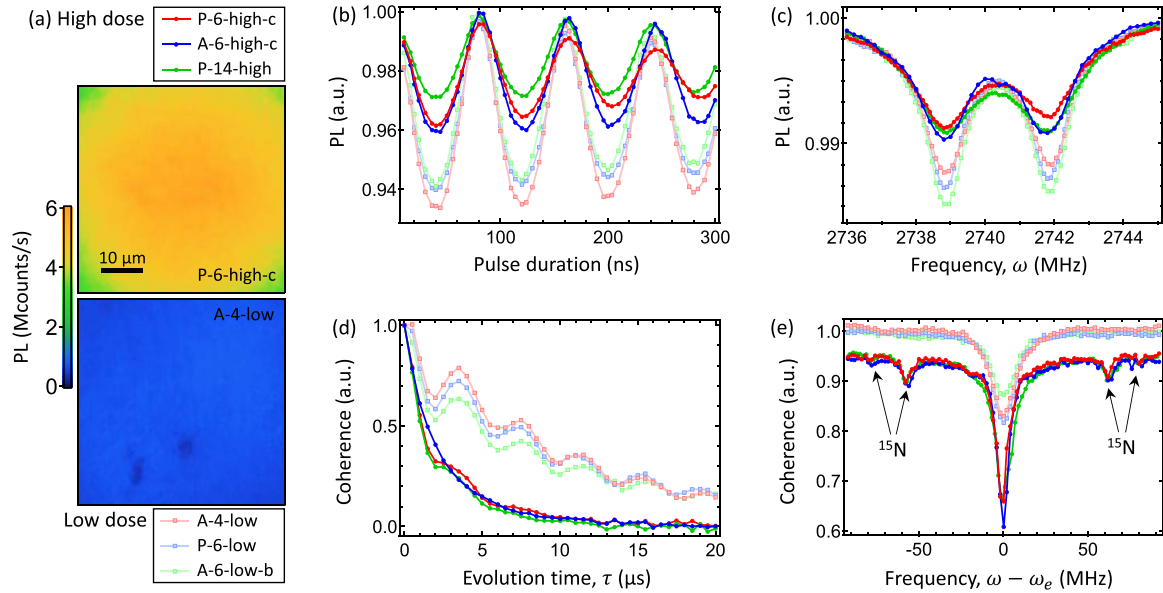 (a) High dose
P-6-high-c
A-6-high-c
P-14-high
PL (Mcounts/s)
6
4
2
0
10 μm
P-6-high-c
A-4-low
Low dose
A-4-low
P-6-low
A-6-low-b
(b)
PL (a.u.)
1.00
0.98
0.96
0.94
100
200
300
Pulse duration (ns)
(c)
PL (a.u.)
1.00
0.99
2736
2738
2740
2742
2744
Frequency, ω (MHz)
(d)
Coherence (a.u.)
1.0
0.5
0.0
0
5
10
15
20
Evolution time, τ (μs)
(e)
Coherence (a.u.)
1.0
0.9
0.8
0.7
0.6
¹⁵N
¹⁵N
-50
0
50
Frequency, ω − ωₑ (MHz)